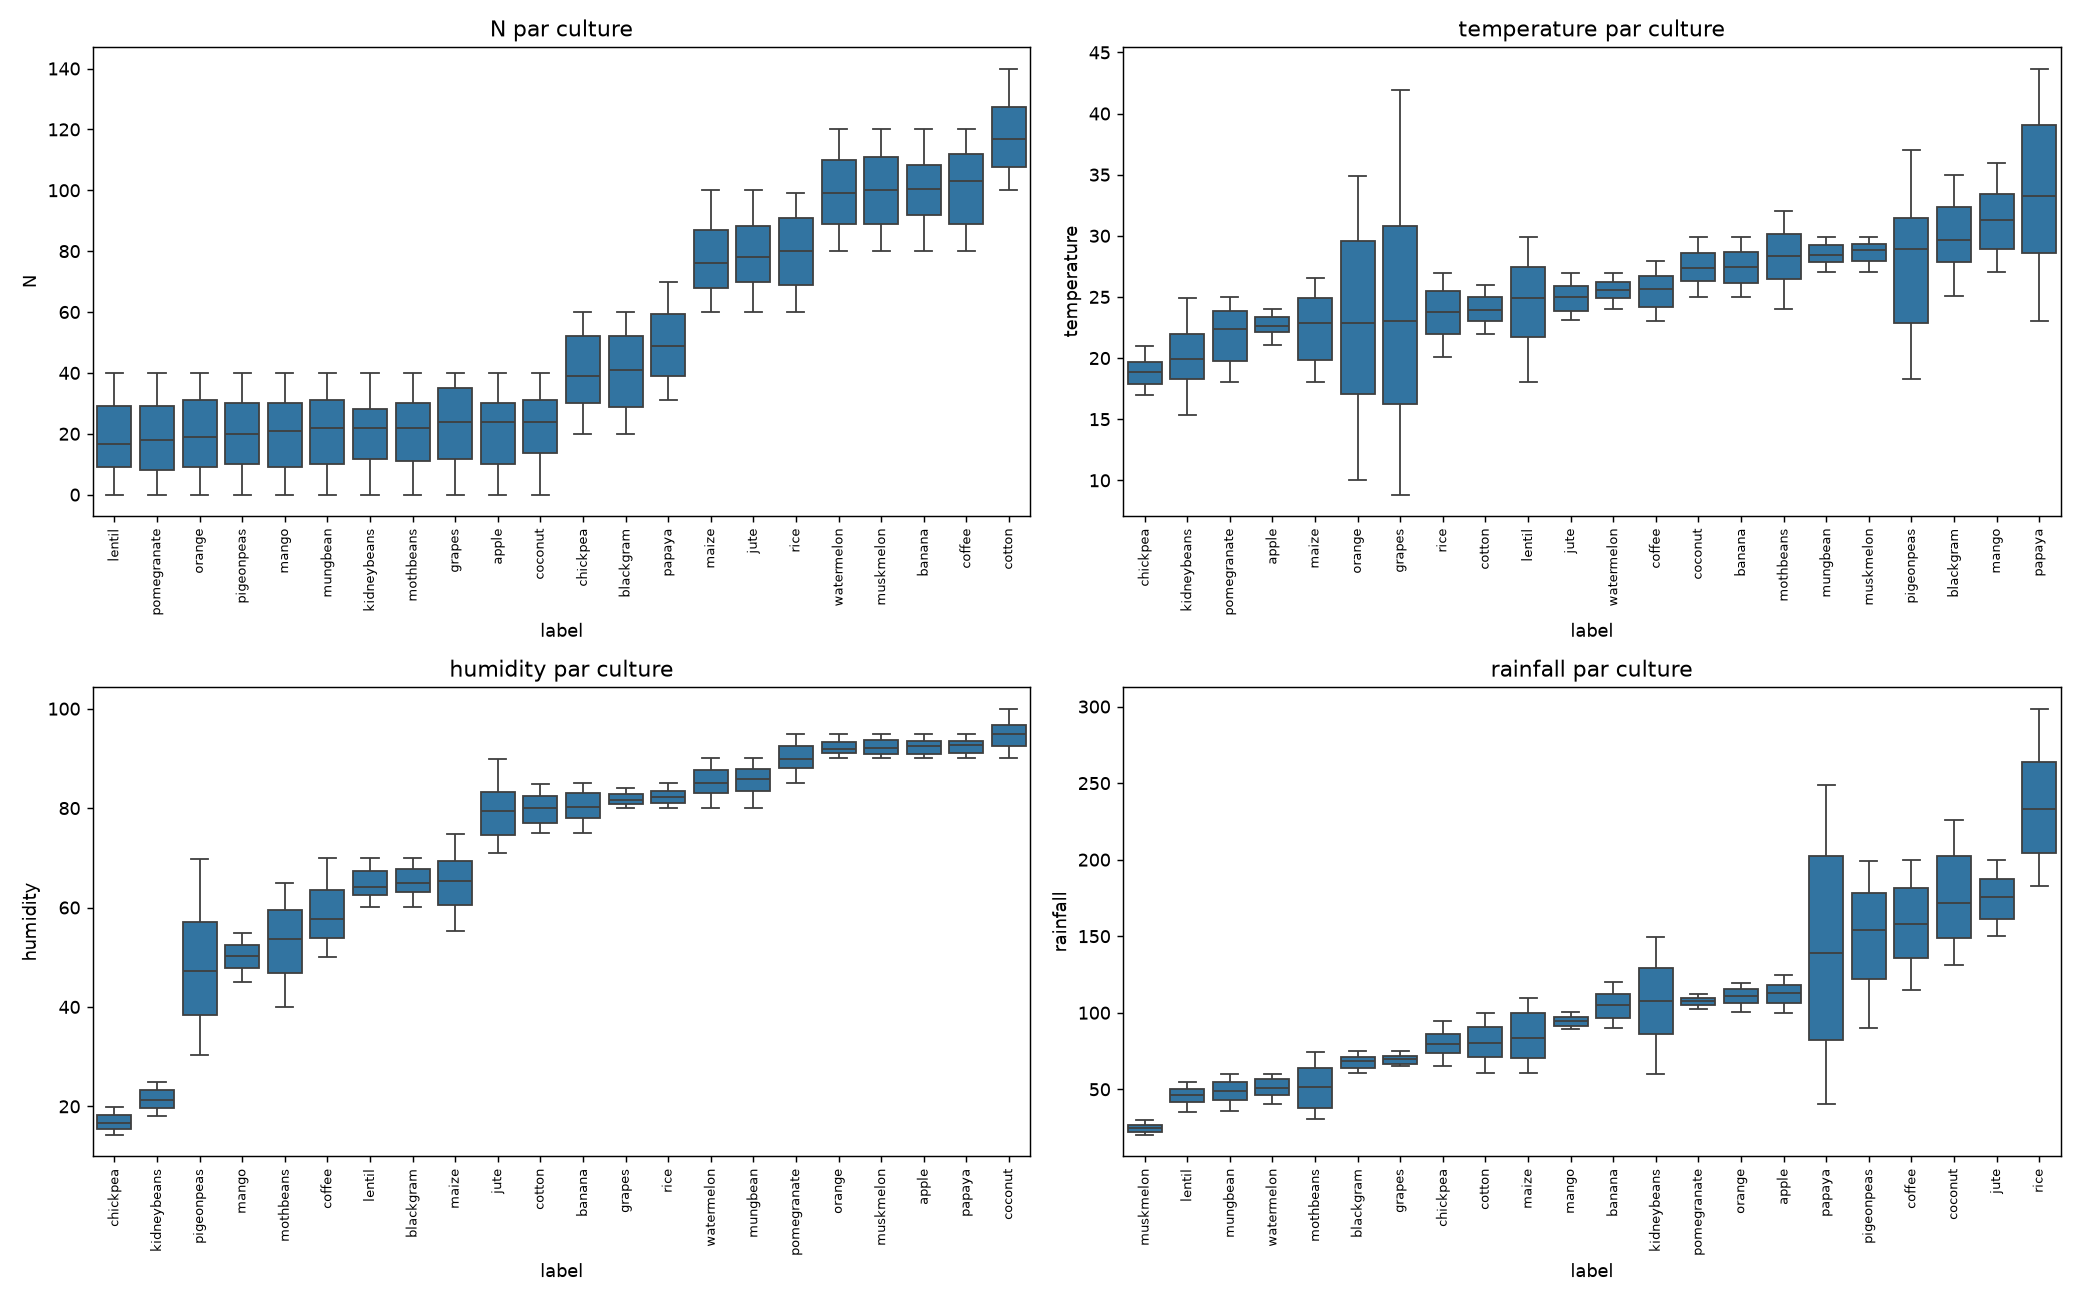 N par culture
N
140
120
100
80
60
40
20
0
lentil
pomegranate
orange
pigeonpeas
mango
mungbean
kidneybeans
mothbeans
grapes
apple
coconut
chickpea
blackgram
papaya
maize
jute
rice
watermelon
muskmelon
banana
coffee
cotton
label
temperature par culture
temperature
45
40
35
30
25
20
15
10
chickpea
kidneybeans
pomegranate
apple
maize
orange
grapes
rice
cotton
lentil
jute
watermelon
coffee
coconut
banana
mothbeans
mungbean
muskmelon
pigeonpeas
blackgram
mango
papaya
label
humidity par culture
humidity
100
80
60
40
20
chickpea
kidneybeans
pigeonpeas
mango
mothbeans
coffee
lentil
blackgram
maize
jute
cotton
banana
grapes
rice
watermelon
mungbean
pomegranate
orange
muskmelon
apple
papaya
coconut
label
rainfall par culture
rainfall
300
250
200
150
100
50
muskmelon
lentil
mungbean
watermelon
mothbeans
blackgram
grapes
chickpea
cotton
maize
mango
banana
kidneybeans
pomegranate
orange
apple
papaya
pigeonpeas
coffee
coconut
jute
rice
label